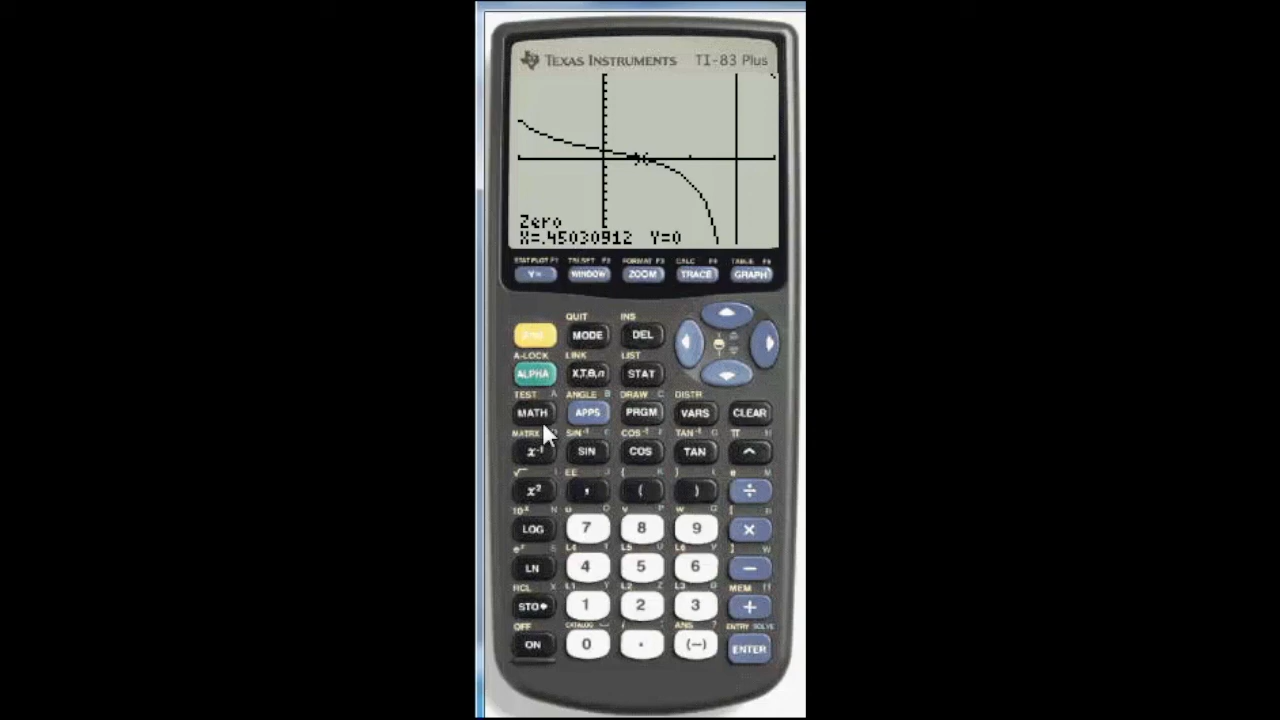 TEXAS INSTRUMENTS TI-83 Plus
Zero
X=.45030912 Y=0
STAT PLOT F1 TBLSET F2 FORMAT F3 CALC F4 TABLE F5
Y= WINDOW ZOOM TRACE GRAPH
QUIT INS
MODE DEL
A-LOCK LINK LIST
ALPHA X,T,θ,n STAT
TEST A ANGLE B DRAW C DISTR
MATH APPS PRGM VARS CLEAR
MATRX SIN⁻¹ COS⁻¹ F TAN⁻¹ G π H
x⁻¹ SIN COS TAN ^
√ I EE J { K } L e M
x² , ( ) ÷
10ˣ N u O v P w Q [
LOG 7 8 9 ×
eˣ S L4 T L5 U L6 V ] W
LN 4 5 6 −
RCL X L1 Y L2 Z L3 MEM
STO 1 2 3 +
OFF CATALOG ANS ? ENTRY SOLVE
ON 0 . (−) ENTER